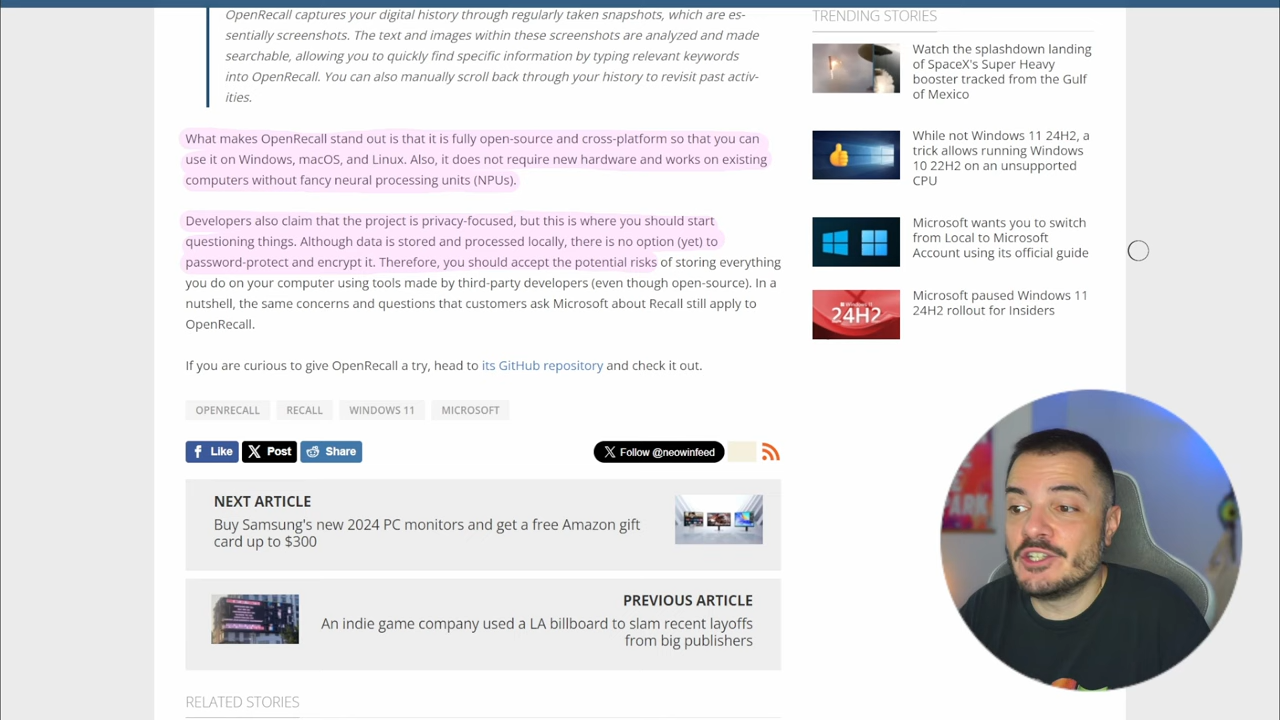 OpenRecall captures your digital history through regularly taken snapshots, which are es-
sentially screenshots. The text and images within these screenshots are analyzed and made
searchable, allowing you to quickly find specific information by typing relevant keywords
into OpenRecall. You can also manually scroll back through your history to revisit past activ-
ities.
What makes OpenRecall stand out is that it is fully open-source and cross-platform so that you can
use it on Windows, macOS, and Linux. Also, it does not require new hardware and works on existing
computers without fancy neural processing units (NPUs).
Developers also claim that the project is privacy-focused, but this is where you should start
questioning things. Although data is stored and processed locally, there is no option (yet) to
password-protect and encrypt it. Therefore, you should accept the potential risks of storing everything
you do on your computer using tools made by third-party developers (even though open-source). In a
nutshell, the same concerns and questions that customers ask Microsoft about Recall still apply to
OpenRecall.
If you are curious to give OpenRecall a try, head to its GitHub repository and check it out.
OPENRECALL
RECALL
WINDOWS 11
MICROSOFT
Like
Post
Share
Follow @neowinfeed
NEXT ARTICLE
Buy Samsung's new 2024 PC monitors and get a free Amazon gift
card up to $300
PREVIOUS ARTICLE
An indie game company used a LA billboard to slam recent layoffs
from big publishers
RELATED STORIES
TRENDING STORIES
Watch the splashdown landing
of SpaceX's Super Heavy
booster tracked from the Gulf
of Mexico
While not Windows 11 24H2, a
trick allows running Windows
10 22H2 on an unsupported
CPU
Microsoft wants you to switch
from Local to Microsoft
Account using its official guide
24H2
Microsoft paused Windows 11
24H2 rollout for Insiders